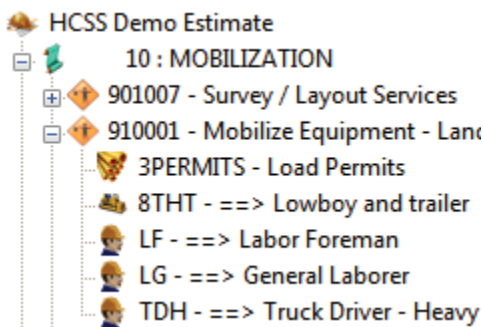 HCSS Demo Estimate
10 : MOBILIZATION
901007 - Survey / Layout Services
910001 - Mobilize Equipment - Land
3PERMITS - Load Permits
8THT - ==> Lowboy and trailer
LF - ==> Labor Foreman
LG - ==> General Laborer
TDH - ==> Truck Driver - Heavy